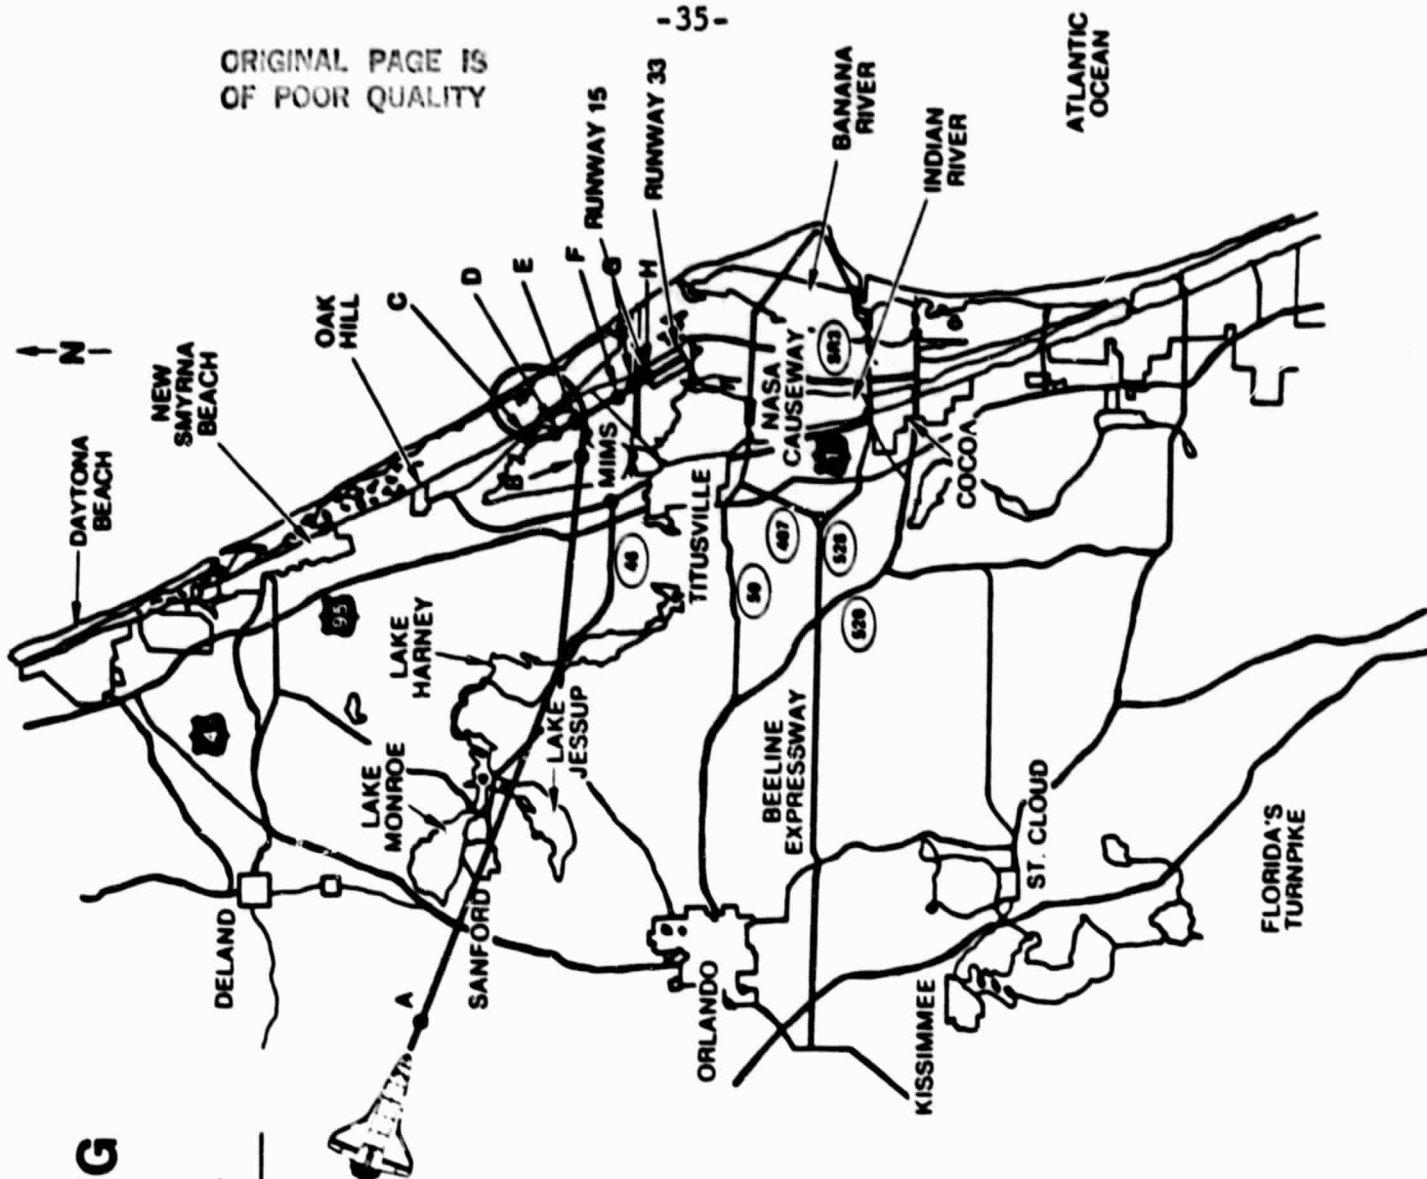 -35-
ORIGINAL PAGE IS
OF POOR QUALITY
N
DAYTONA
BEACH
NEW
SMYRNA
BEACH
OAK
HILL
C
D
E
F
RUNWAY 15
G
H
RUNWAY 33
BANANA
RIVER
INDIAN
RIVER
ATLANTIC
OCEAN
B
MIMS
NASA
CAUSEWAY
SR3
COCOA
TITUSVILLE
46
50
407
528
520
95
4
LAKE
HARNEY
LAKE
MONROE
LAKE
JESSUP
BEELINE
EXPRESSWAY
DELAND
SANFORD
A
ORLANDO
ST. CLOUD
KISSIMMEE
FLORIDA'S
TURNPIKE
G